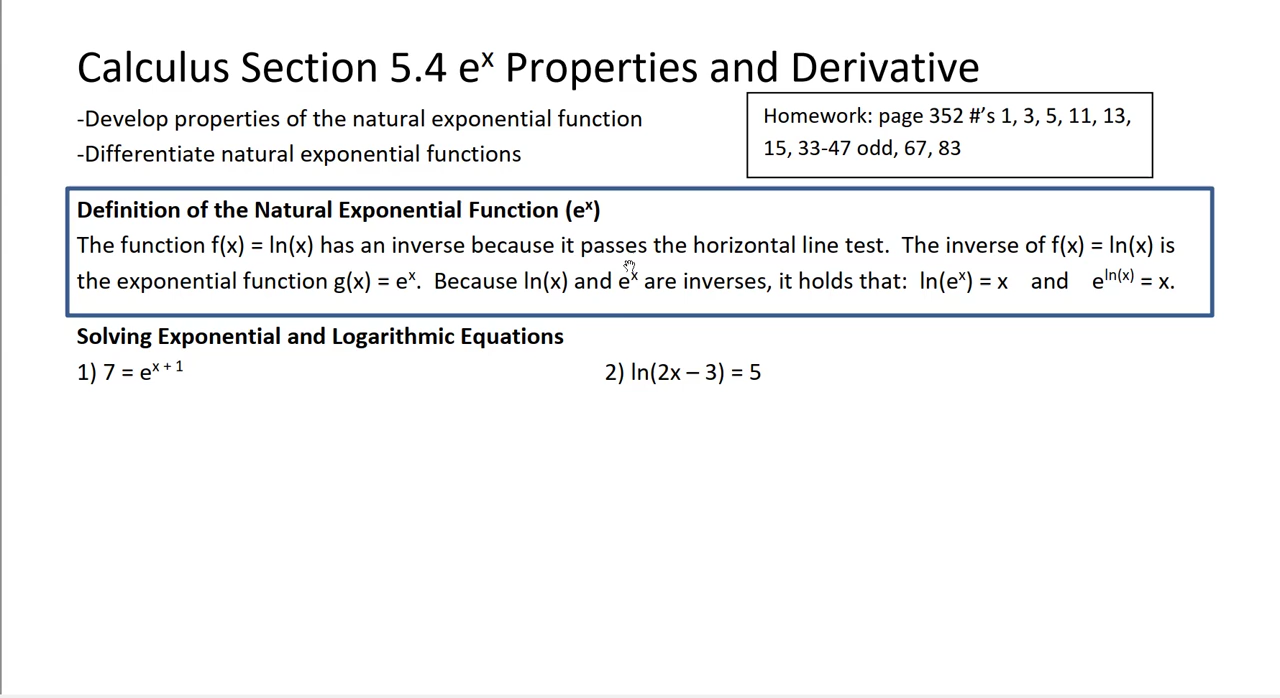 Calculus Section 5.4 eˣ Properties and Derivative
-Develop properties of the natural exponential function
-Differentiate natural exponential functions
Homework: page 352 #’s 1, 3, 5, 11, 13,
15, 33-47 odd, 67, 83
Definition of the Natural Exponential Function (eˣ)
The function f(x) = ln(x) has an inverse because it passes the horizontal line test. The inverse of f(x) = ln(x) is
the exponential function g(x) = eˣ. Because ln(x) and eˣ are inverses, it holds that: ln(eˣ) = x and e^ln(x) = x.
Solving Exponential and Logarithmic Equations
1) 7 = e^x + 1
2) ln(2x – 3) = 5